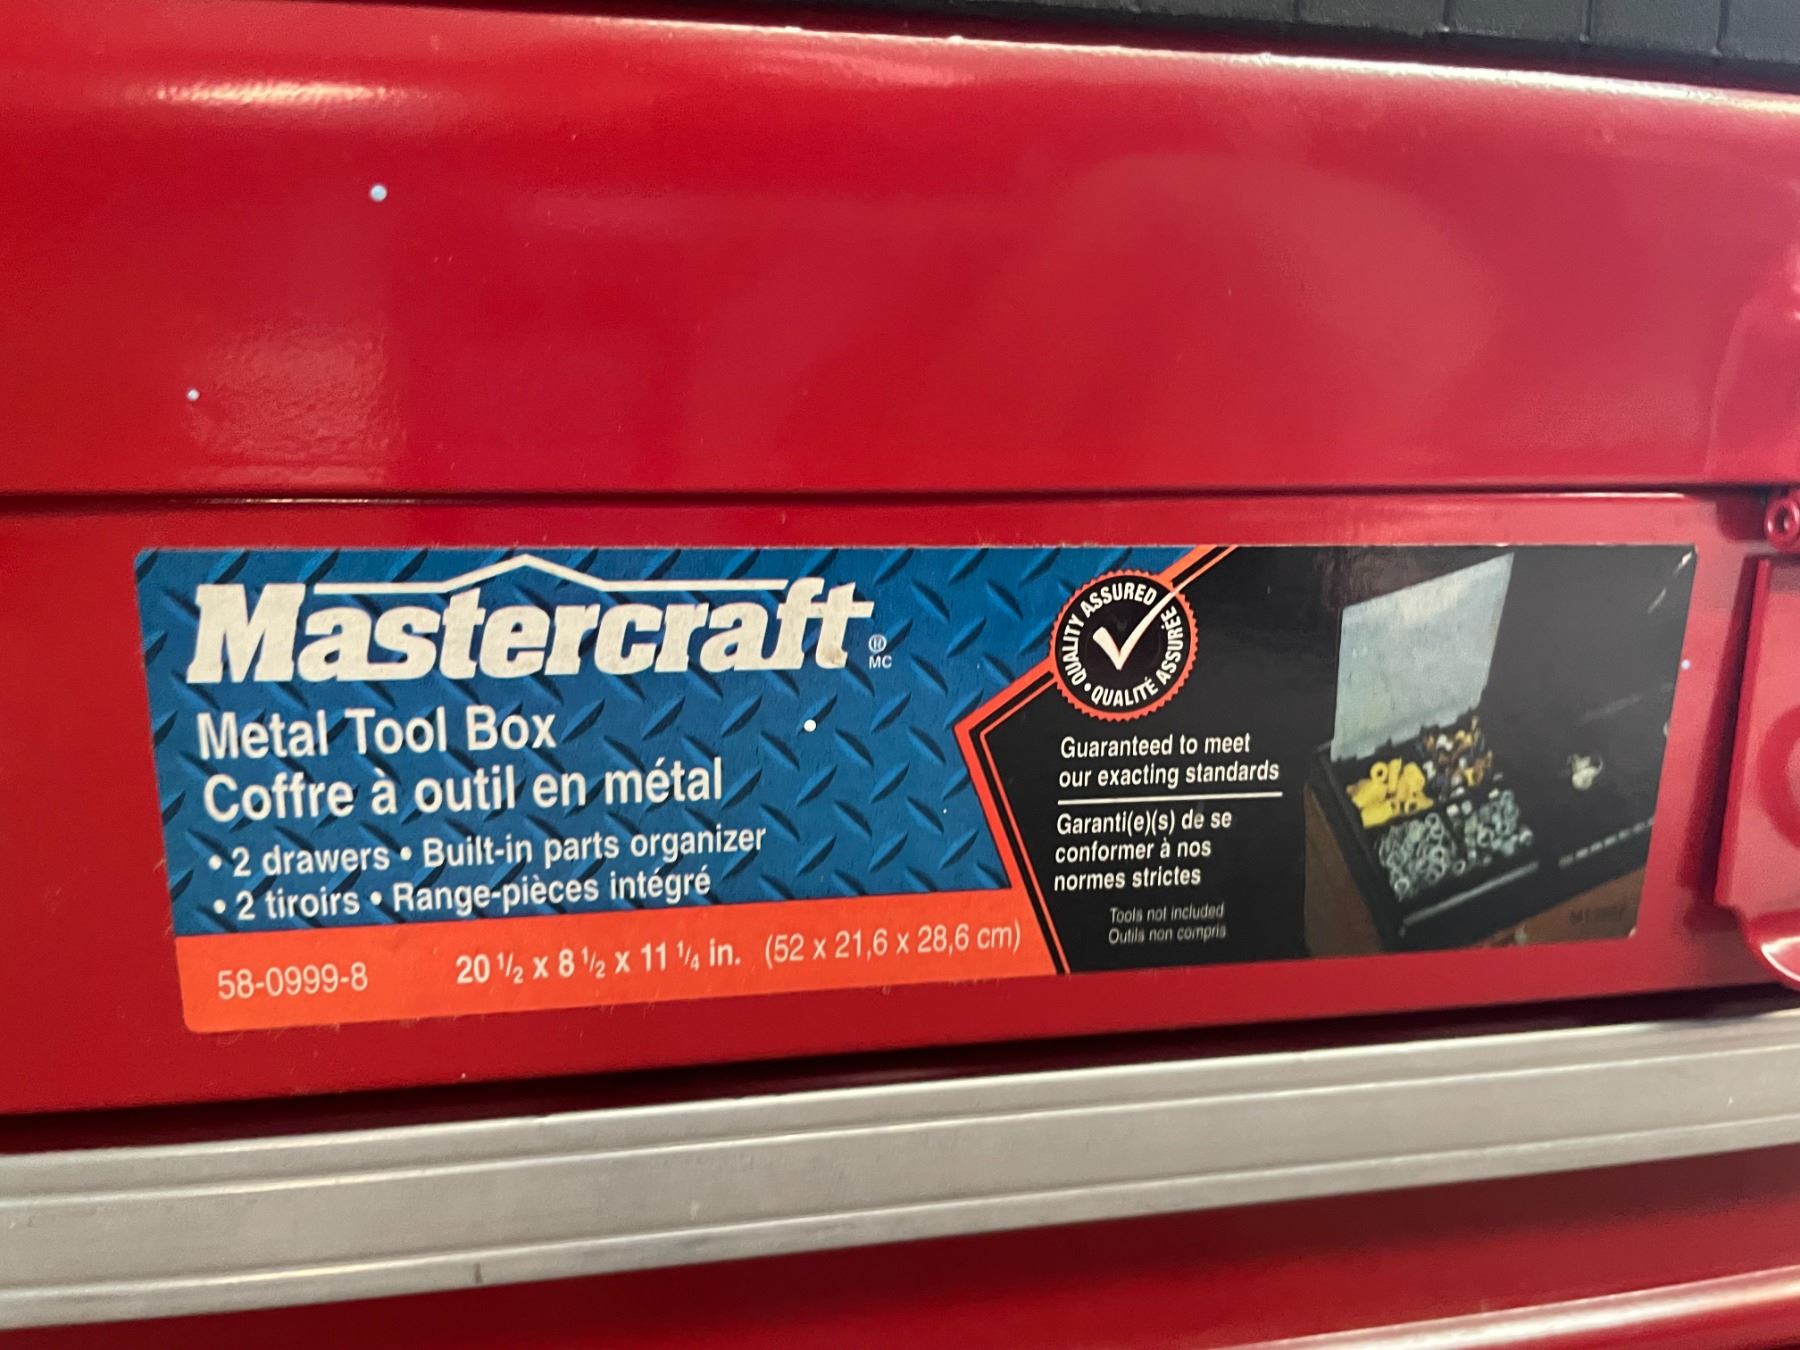 Mastercraft ®
MC
Metal Tool Box
Coffre à outil en métal
• 2 drawers • Built-in parts organizer
• 2 tiroirs • Range-pièces intégré
58-0999-8 20 1/2 x 8 1/2 x 11 1/4 in. (52 x 21,6 x 28,6 cm)
QUALITY ASSURED • QUALITÉ ASSURÉE
Guaranteed to meet
our exacting standards
Garanti(e)(s) de se
conformer à nos
normes strictes
Tools not included
Outils non compris